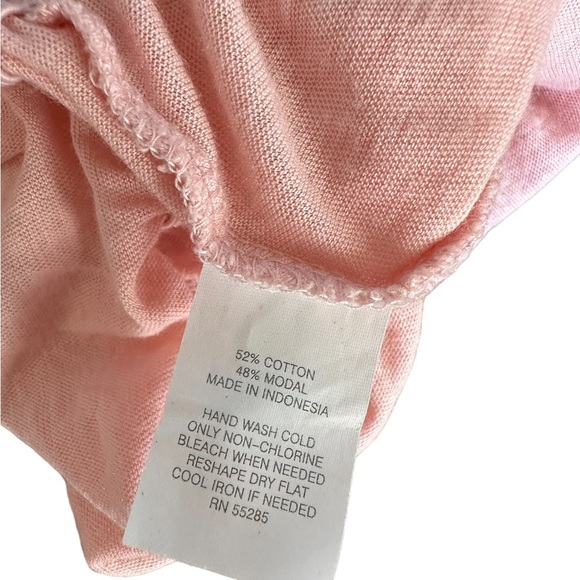 52% COTTON
48% MODAL
MADE IN INDONESIA
HAND WASH COLD
ONLY NON-CHLORINE
BLEACH WHEN NEEDED
RESHAPE DRY FLAT
COOL IRON IF NEEDED
RN 55285